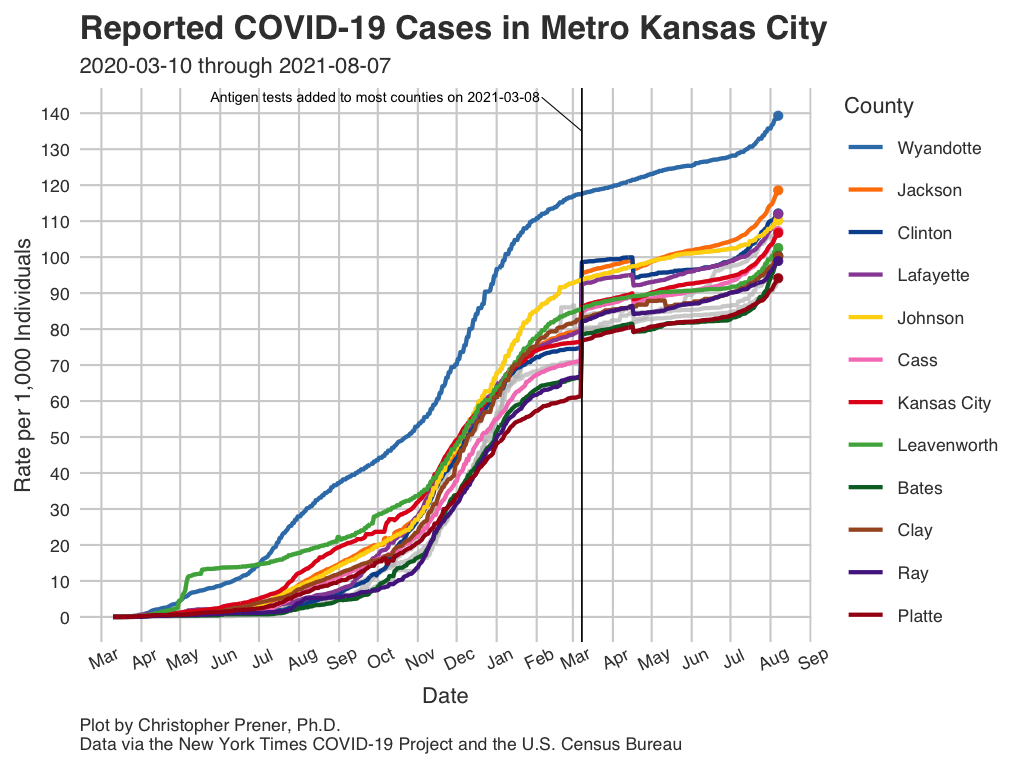 Reported COVID-19 Cases in Metro Kansas City
2020-03-10 through 2021-08-07
Antigen tests added to most counties on 2021-03-08
Rate per 1,000 Individuals
140
130
120
110
100
90
80
70
60
50
40
30
20
10
0
Mar Apr May Jun Jul Aug Sep Oct Nov Dec Jan Feb Mar Apr May Jun Jul Aug Sep
Date
County
Wyandotte
Jackson
Clinton
Lafayette
Johnson
Cass
Kansas City
Leavenworth
Bates
Clay
Ray
Platte
Plot by Christopher Prener, Ph.D.
Data via the New York Times COVID-19 Project and the U.S. Census Bureau